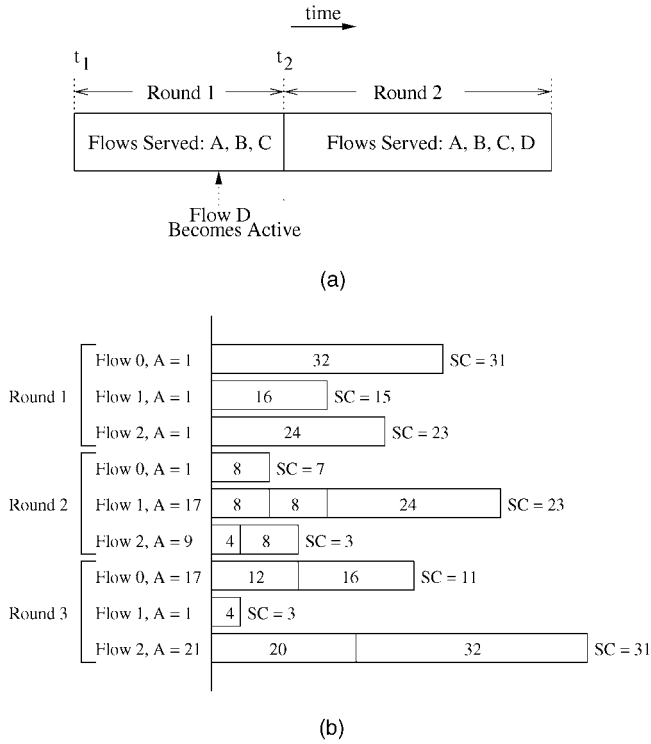 time
t1 t2
Round 1 Round 2
Flows Served: A, B, C Flows Served: A, B, C, D
Flow D
Becomes Active
(a)
Flow 0, A = 1 32 SC = 31
Round 1 Flow 1, A = 1 16 SC = 15
Flow 2, A = 1 24 SC = 23
Flow 0, A = 1 8 SC = 7
Round 2 Flow 1, A = 17 8 8 24 SC = 23
Flow 2, A = 9 4 8 SC = 3
Flow 0, A = 17 12 16 SC = 11
Round 3 Flow 1, A = 1 4 SC = 3
Flow 2, A = 21 20 32 SC = 31
(b)